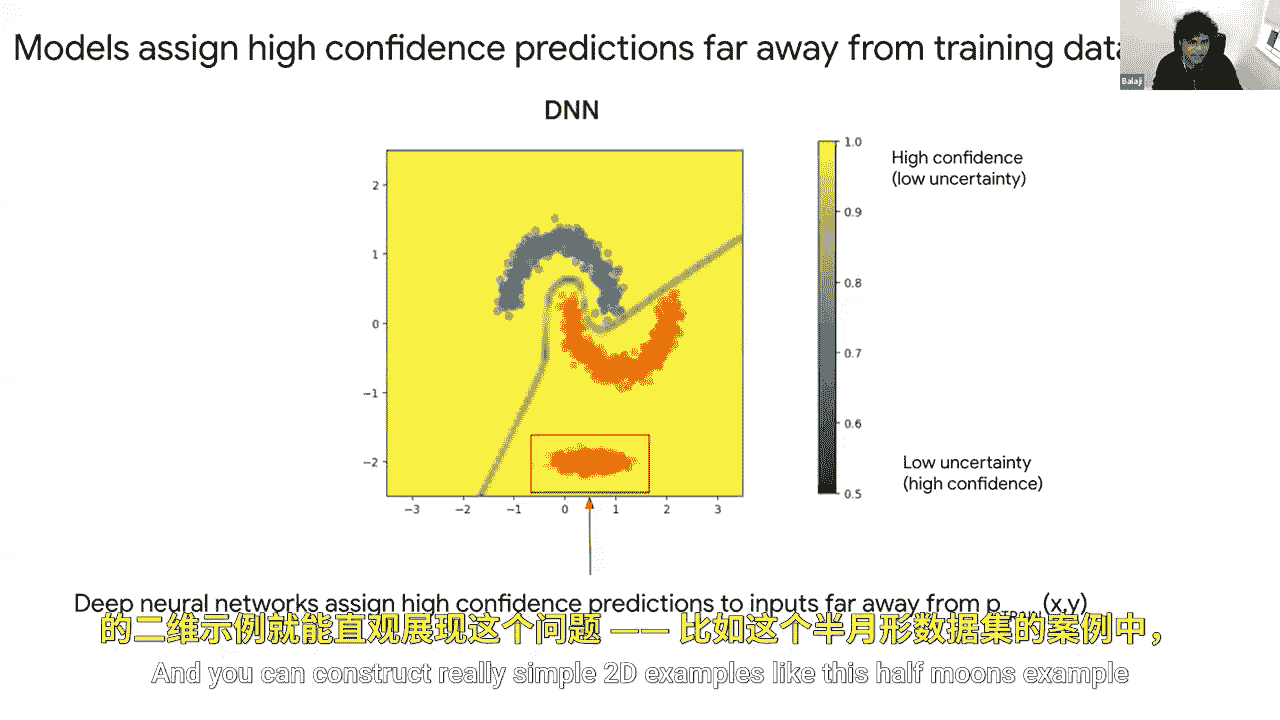 Models assign high confidence predictions far away from training data
Balaji
DNN
1.0
High confidence
(low uncertainty)
2
0.9
1
0.8
0
0.7
−1
0.6
Low uncertainty
(high confidence)
−2
0.5
−3 −2 −1 0 1 2 3
Deep neural networks assign high confidence predictions to inputs far away from p (x,y)
的二维示例就能直观展现这个问题 —— 比如这个半月形数据集的案例中，
And you can construct really simple 2D examples like this half moons example